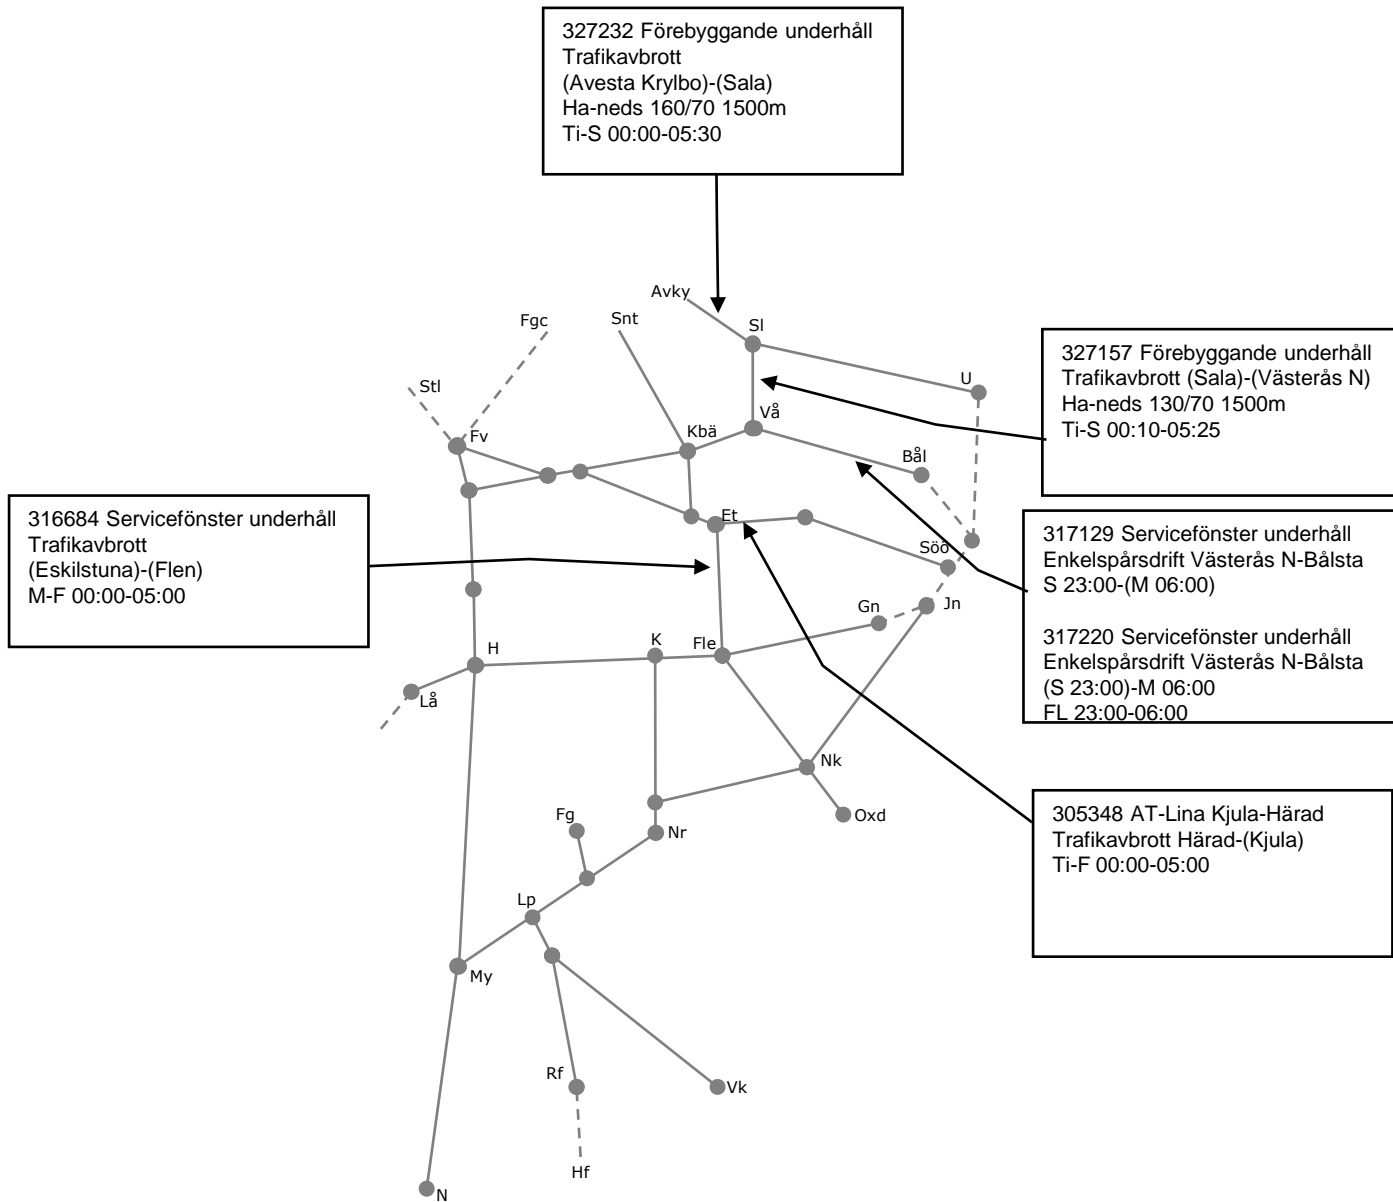 327232 Förebyggande underhåll
Trafikavbrott
(Avesta Krylbo)-(Sala)
Ha-neds 160/70 1500m
Ti-S 00:00-05:30
Avky
Snt
Fgc
Sl
327157 Förebyggande underhåll
Trafikavbrott (Sala)-(Västerås N)
Ha-neds 130/70 1500m
Ti-S 00:10-05:25
U
Stl
Vå
Fv
Kbä
Bål
316684 Servicefönster underhåll
Trafikavbrott
(Eskilstuna)-(Flen)
M-F 00:00-05:00
Et
Söö
317129 Servicefönster underhåll
Enkelspårsdrift Västerås N-Bålsta
S 23:00-(M 06:00)
317220 Servicefönster underhåll
Enkelspårsdrift Västerås N-Bålsta
(S 23:00)-M 06:00
FL 23:00-06:00
Gn
Jn
H
K
Fle
Lå
Nk
Oxd
305348 AT-Lina Kjula-Härad
Trafikavbrott Härad-(Kjula)
Ti-F 00:00-05:00
Fg
Nr
Lp
My
Rf
Vk
Hf
N